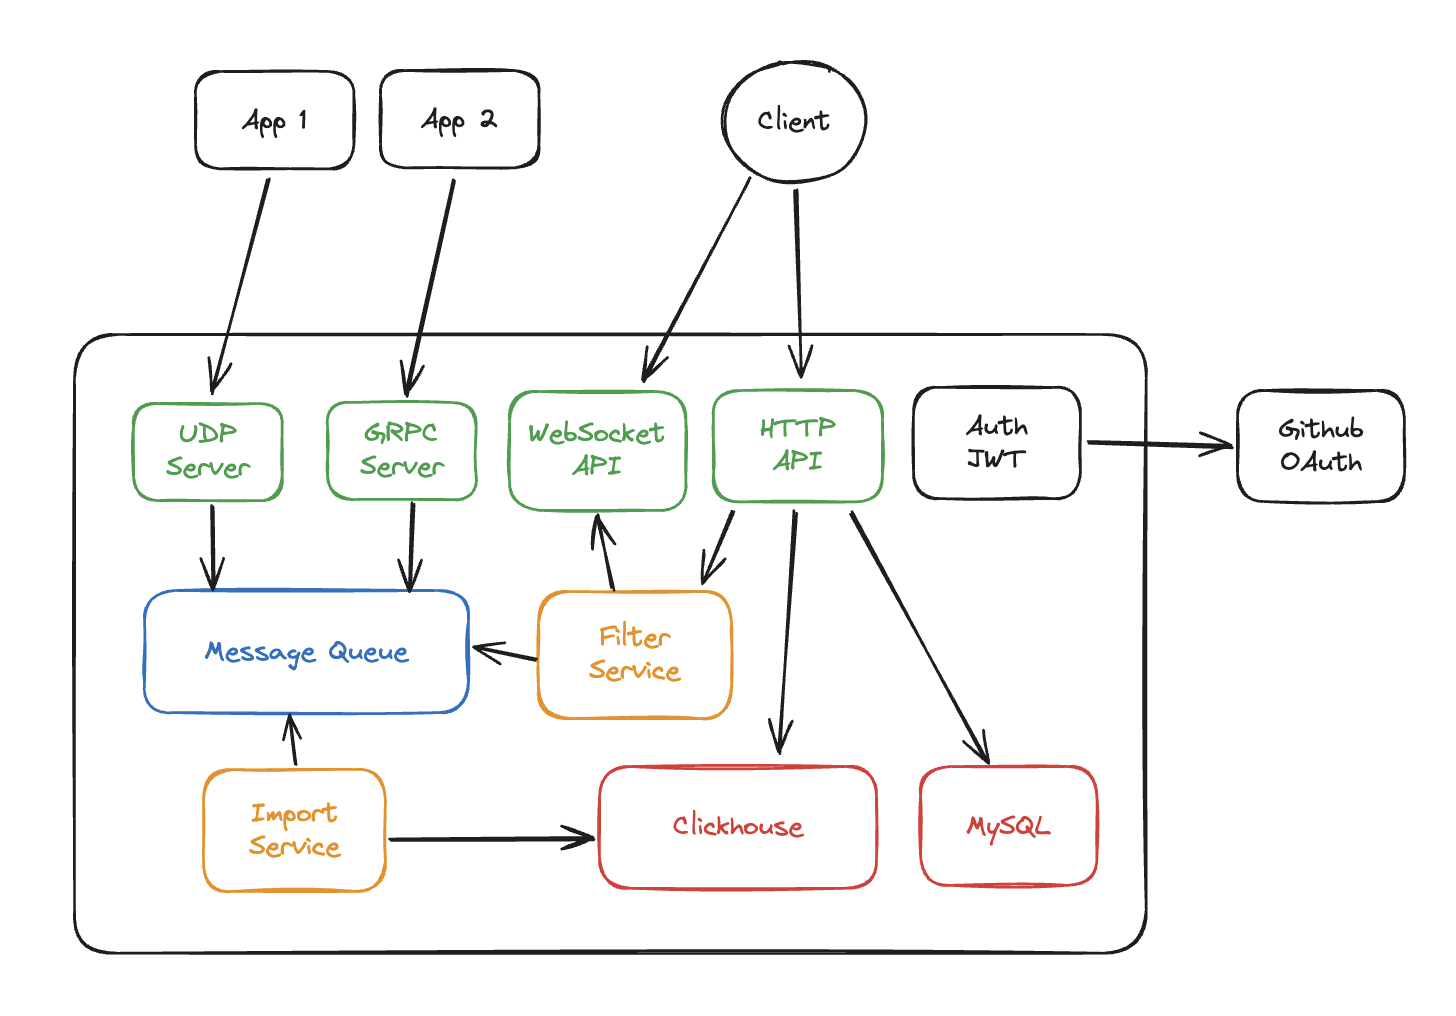 App 1
App 2
Client
UDP
Server
GRPC
Server
WebSocket
API
HTTP
API
Auth
JWT
Github
OAuth
Message Queue
Filter
Service
Import
Service
Clickhouse
MySQL